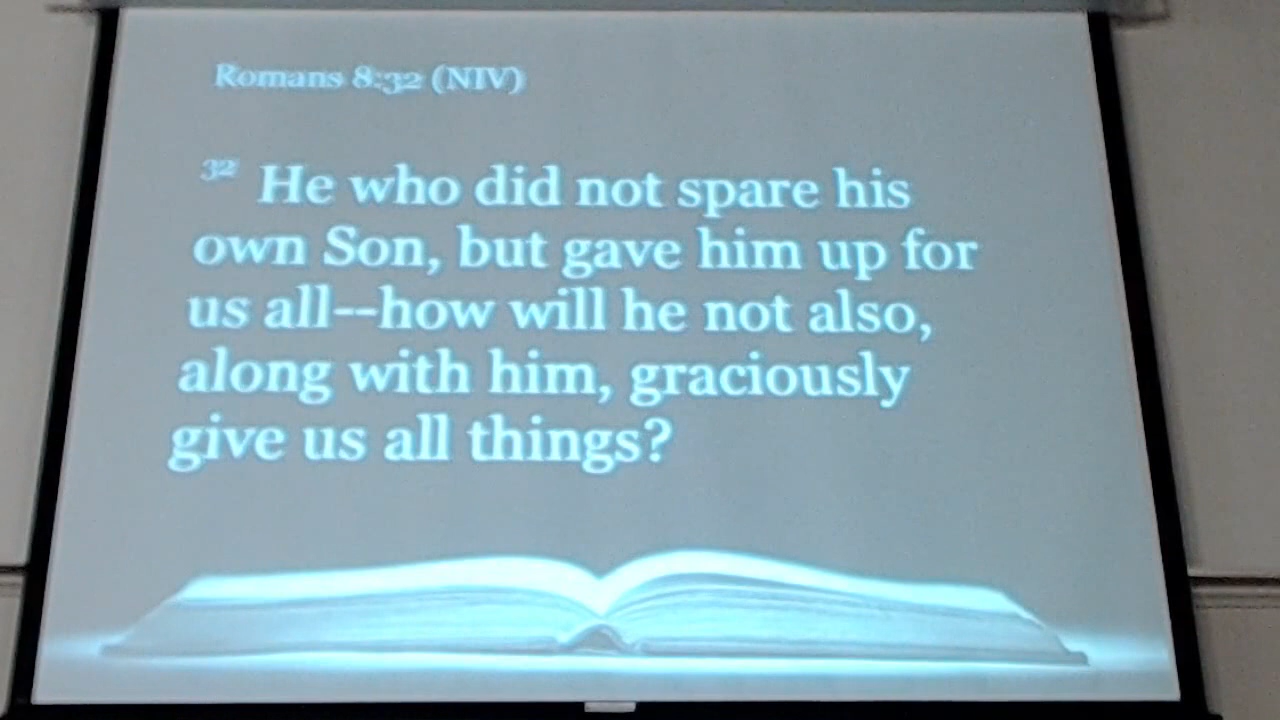 Romans 8:32 (NIV)
32 He who did not spare his
own Son, but gave him up for
us all--how will he not also,
along with him, graciously
give us all things?